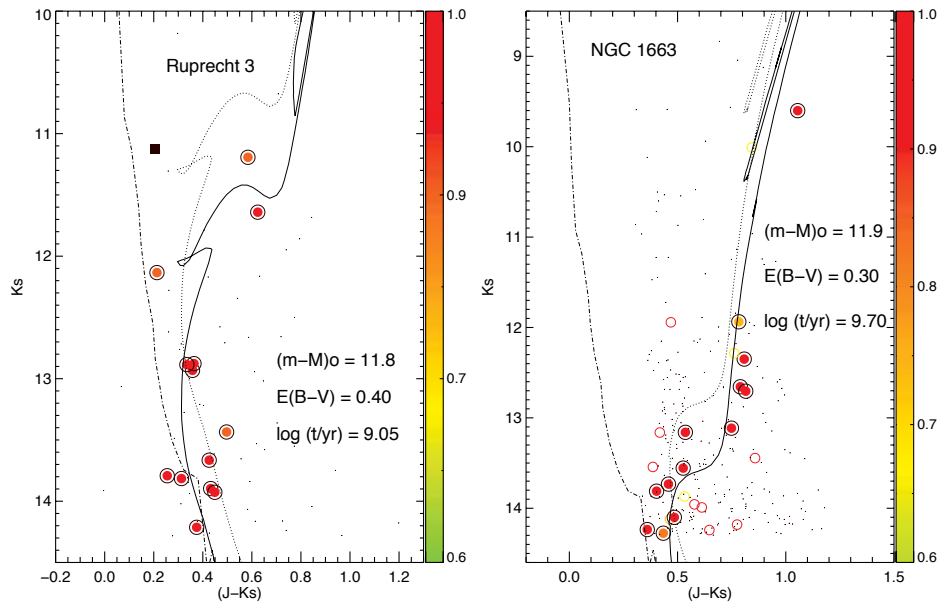 Ruprecht 3
(m−M)o = 11.8
E(B−V) = 0.40
log (t/yr) = 9.05
Ks
10
11
12
13
14
−0.2 0.0 0.2 0.4 0.6 0.8 1.0 1.2
(J−Ks)
1.0
0.9
0.7
0.6
NGC 1663
(m−M)o = 11.9
E(B−V) = 0.30
log (t/yr) = 9.70
Ks
9
10
11
12
13
14
0.0 0.5 1.0 1.5
(J−Ks)
1.0
0.9
0.8
0.7
0.6